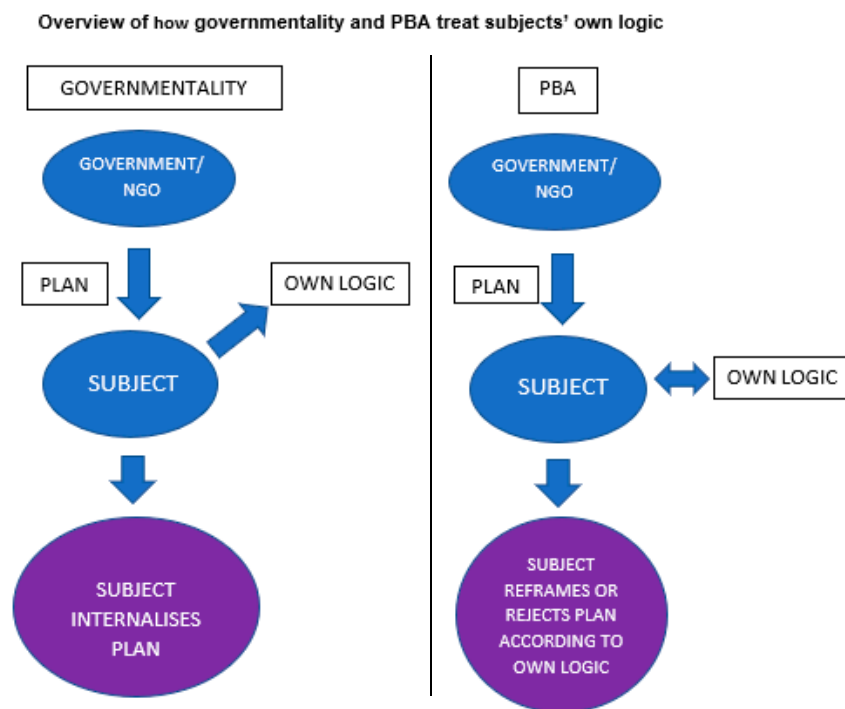 Overview of how governmentality and PBA treat subjects' own logic
GOVERNMENTALITY
GOVERNMENT/
NGO
PLAN
OWN LOGIC
SUBJECT
SUBJECT
INTERNALISES
PLAN
PBA
GOVERNMENT/
NGO
PLAN
SUBJECT
OWN LOGIC
SUBJECT
REFRAMES OR
REJECTS PLAN
ACCORDING TO
OWN LOGIC